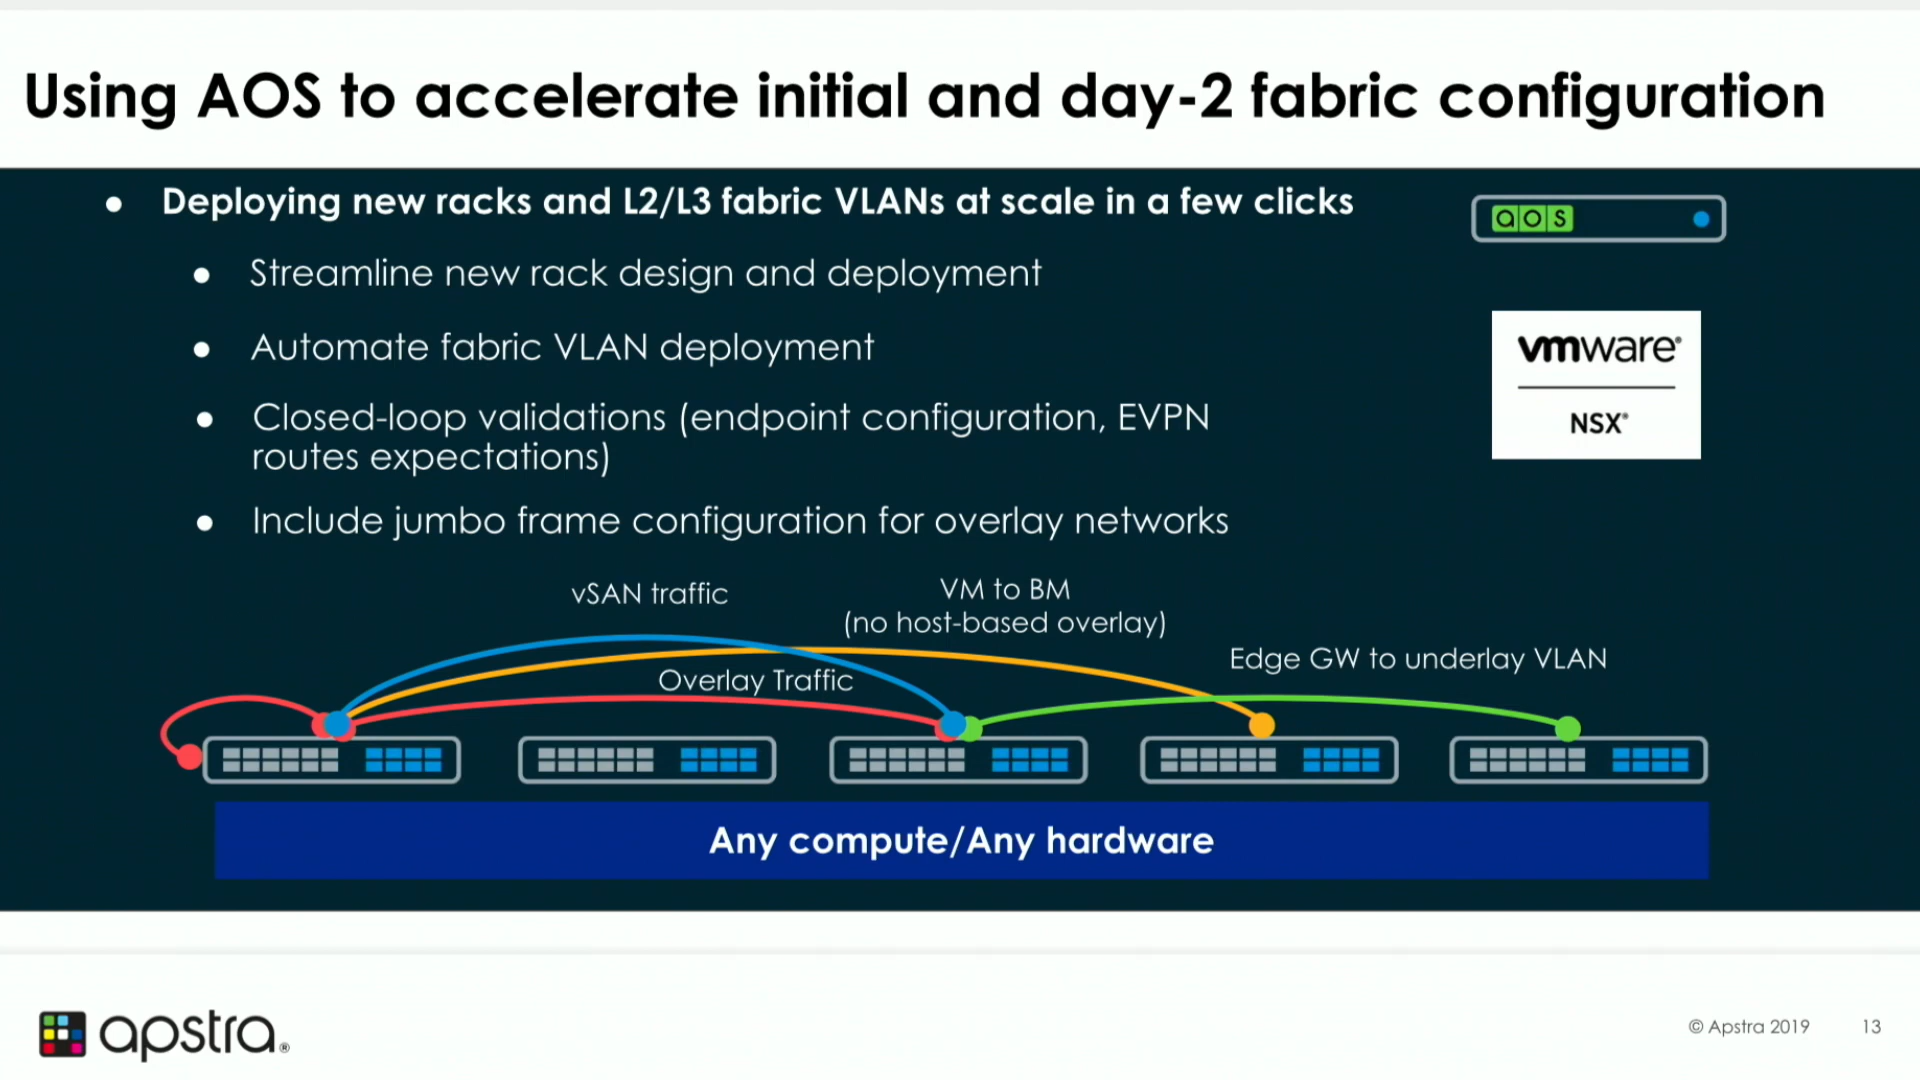 Using AOS to accelerate initial and day-2 fabric configuration
● Deploying new racks and L2/L3 fabric VLANs at scale in a few clicks
● Streamline new rack design and deployment
● Automate fabric VLAN deployment
● Closed-loop validations (endpoint configuration, EVPN
routes expectations)
● Include jumbo frame configuration for overlay networks
aos
vmware®
NSX®
vSAN traffic
VM to BM
(no host-based overlay)
Overlay Traffic
Edge GW to underlay VLAN
Any compute/Any hardware
apstra®
© Apstra 2019 13